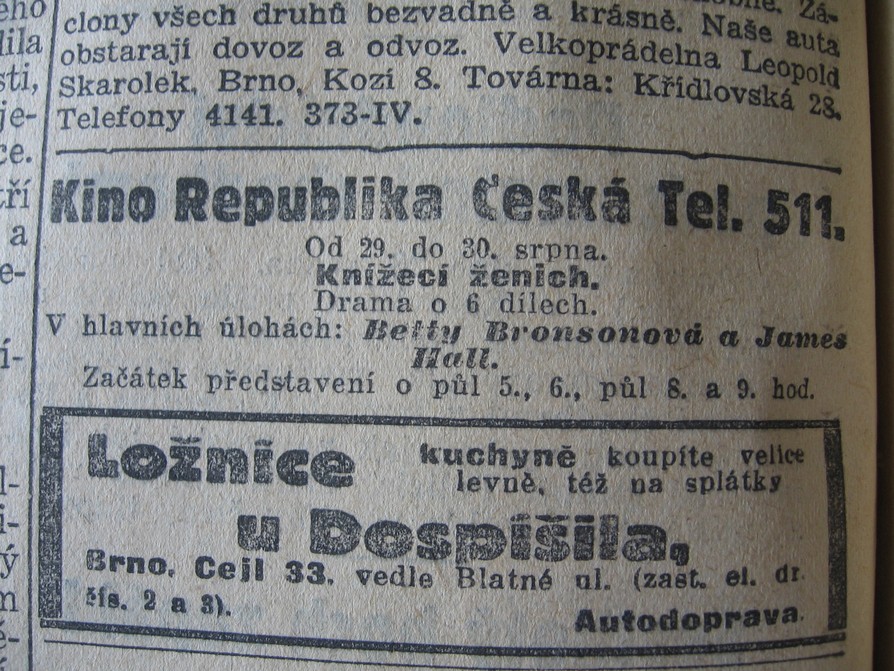 clony všech druhů bezvadně a krásně. Naše auta
obstarají dovoz a odvoz. Velkoprádelna Leopold
Skarolek, Brno, Kozí 8. Továrna: Křídlovská 28.
Telefony 4141. 373-IV.
Kino Republika Česká Tel. 511.
Od 29. do 30. srpna.
Knížecí ženich.
Drama o 6 dílech.
V hlavních úlohách: Betty Bronsonová a James
Hall.
Začátek představení o půl 5., 6., půl 8. a 9. hod.
Ložnice kuchyně koupíte velice
levně, též na splátky
u Dospíšila,
Brno, Cejl 33. vedle Blatné ul. (zast. el. dr.
čís. 2 a 3).
Autodoprava.